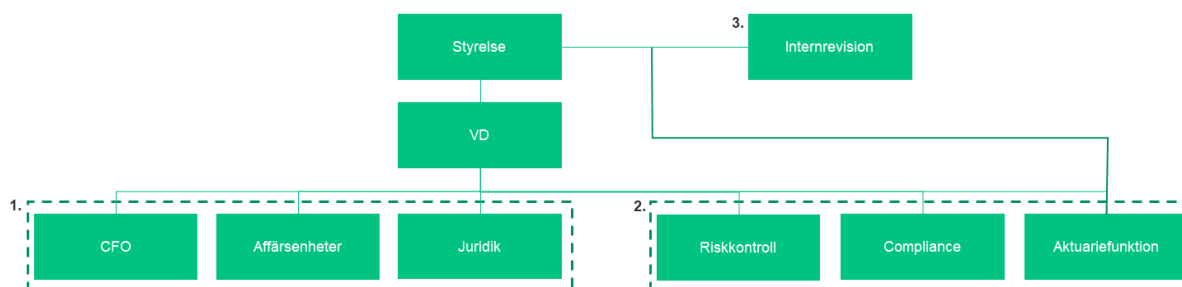 3.
Styrelse
Internrevision
VD
1.
2.
CFO
Affärsenheter
Juridik
Riskkontroll
Compliance
Aktuariefunktion